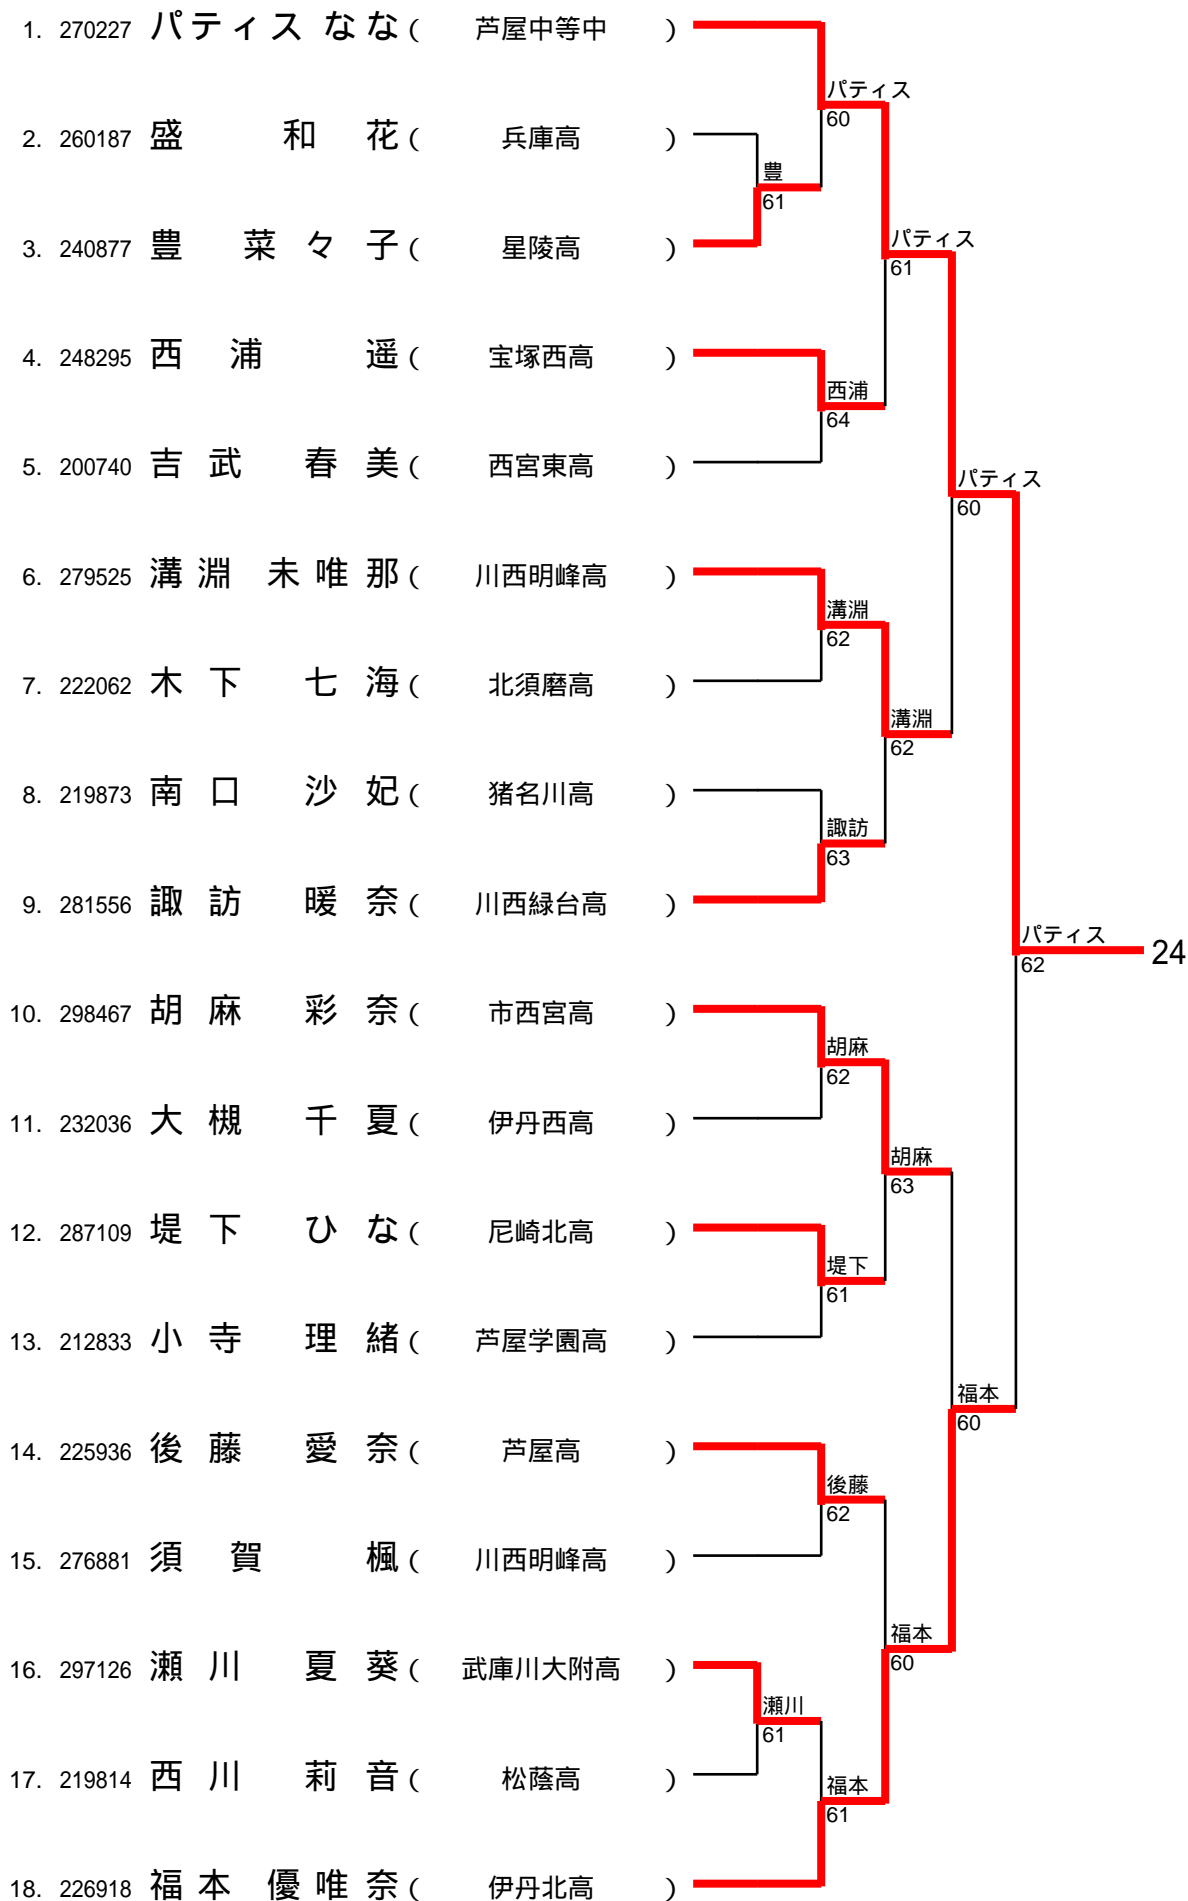 1. 270227 パティス なな ( 芦屋中等中 )
パティス
60
2. 260187 盛 和 花 ( 兵庫高 )
豊
61
3. 240877 豊 菜 々 子 ( 星陵高 )
パティス
61
4. 248295 西 浦 遥 ( 宝塚西高 )
西浦
64
5. 200740 吉 武 春 美 ( 西宮東高 )
パティス
60
6. 279525 溝 淵 未 唯 那 ( 川西明峰高 )
溝淵
62
7. 222062 木 下 七 海 ( 北須磨高 )
溝淵
62
8. 219873 南 口 沙 妃 ( 猪名川高 )
諏訪
63
9. 281556 諏 訪 暖 奈 ( 川西緑台高 )
パティス
62
24
10. 298467 胡 麻 彩 奈 ( 市西宮高 )
胡麻
62
11. 232036 大 槻 千 夏 ( 伊丹西高 )
胡麻
63
12. 287109 堤 下 ひ な ( 尼崎北高 )
堤下
61
13. 212833 小 寺 理 緒 ( 芦屋学園高 )
福本
60
14. 225936 後 藤 愛 奈 ( 芦屋高 )
後藤
62
15. 276881 須 賀 楓 ( 川西明峰高 )
福本
60
16. 297126 瀬 川 夏 葵 ( 武庫川大附高 )
瀬川
61
17. 219814 西 川 莉 音 ( 松蔭高 )
福本
61
18. 226918 福 本 優 唯 奈 ( 伊丹北高 )